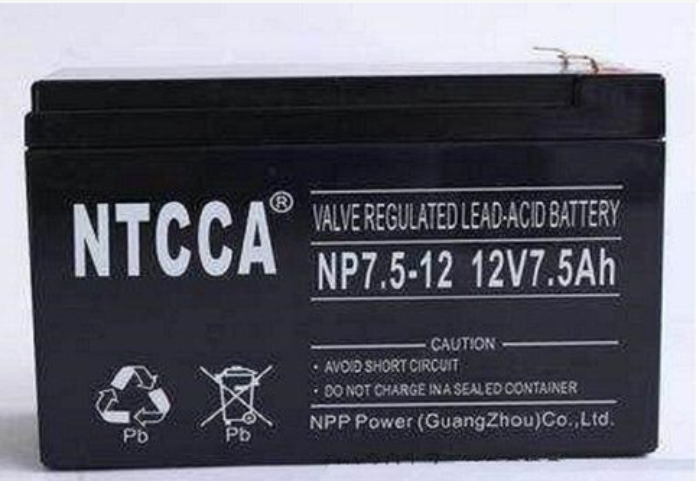 NTCCA®
VALVE REGULATED LEAD-ACID BATTERY
NP7.5-12 12V7.5Ah
CAUTION
• AVOID SHORT CIRCUIT
• DO NOT CHARGE IN A SEALED CONTAINER
Pb Pb
NPP Power (GuangZhou)Co.,Ltd.